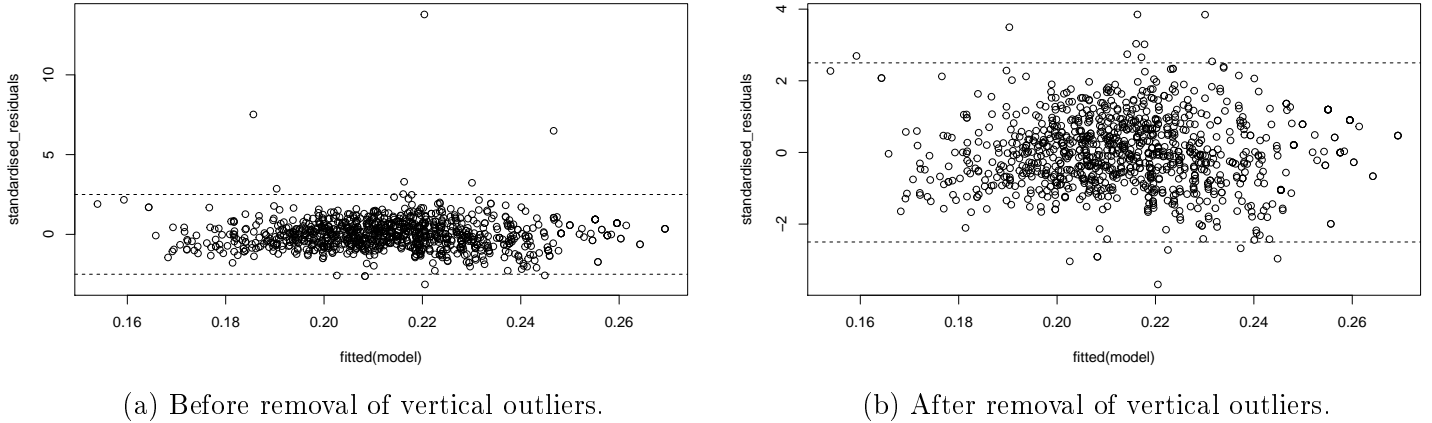 standardised_residuals
10
5
0
0.16 0.18 0.20 0.22 0.24 0.26
fitted(model)
(a) Before removal of vertical outliers.
standardised_residuals
4
2
0
−2
0.16 0.18 0.20 0.22 0.24 0.26
fitted(model)
(b) After removal of vertical outliers.